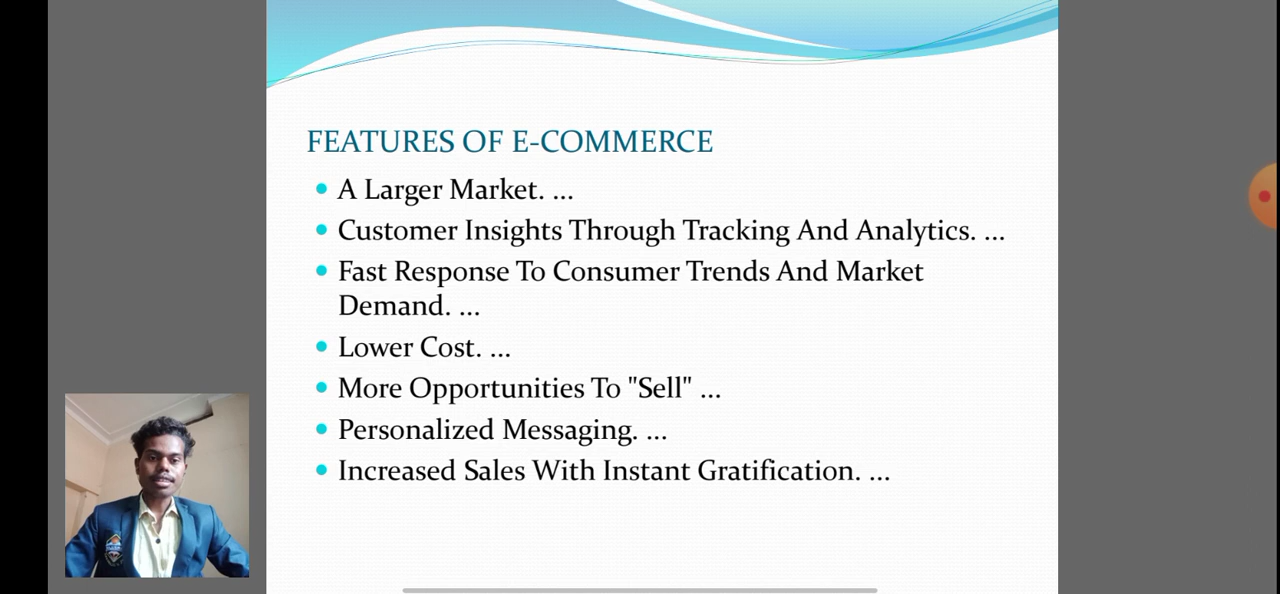 FEATURES OF E-COMMERCE
A Larger Market. ...
Customer Insights Through Tracking And Analytics. ...
Fast Response To Consumer Trends And Market
Demand. ...
Lower Cost. ...
More Opportunities To "Sell" ...
Personalized Messaging. ...
Increased Sales With Instant Gratification. ...